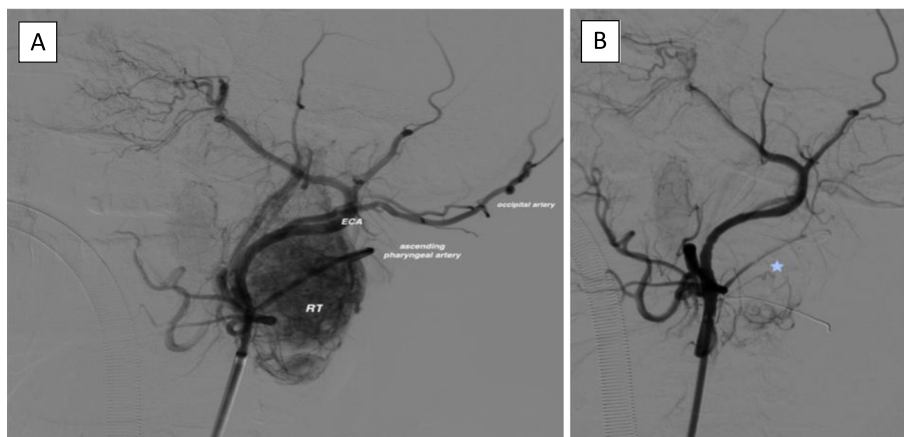 A
B
occipital artery
ECA
ascending
pharyngeal artery
RT